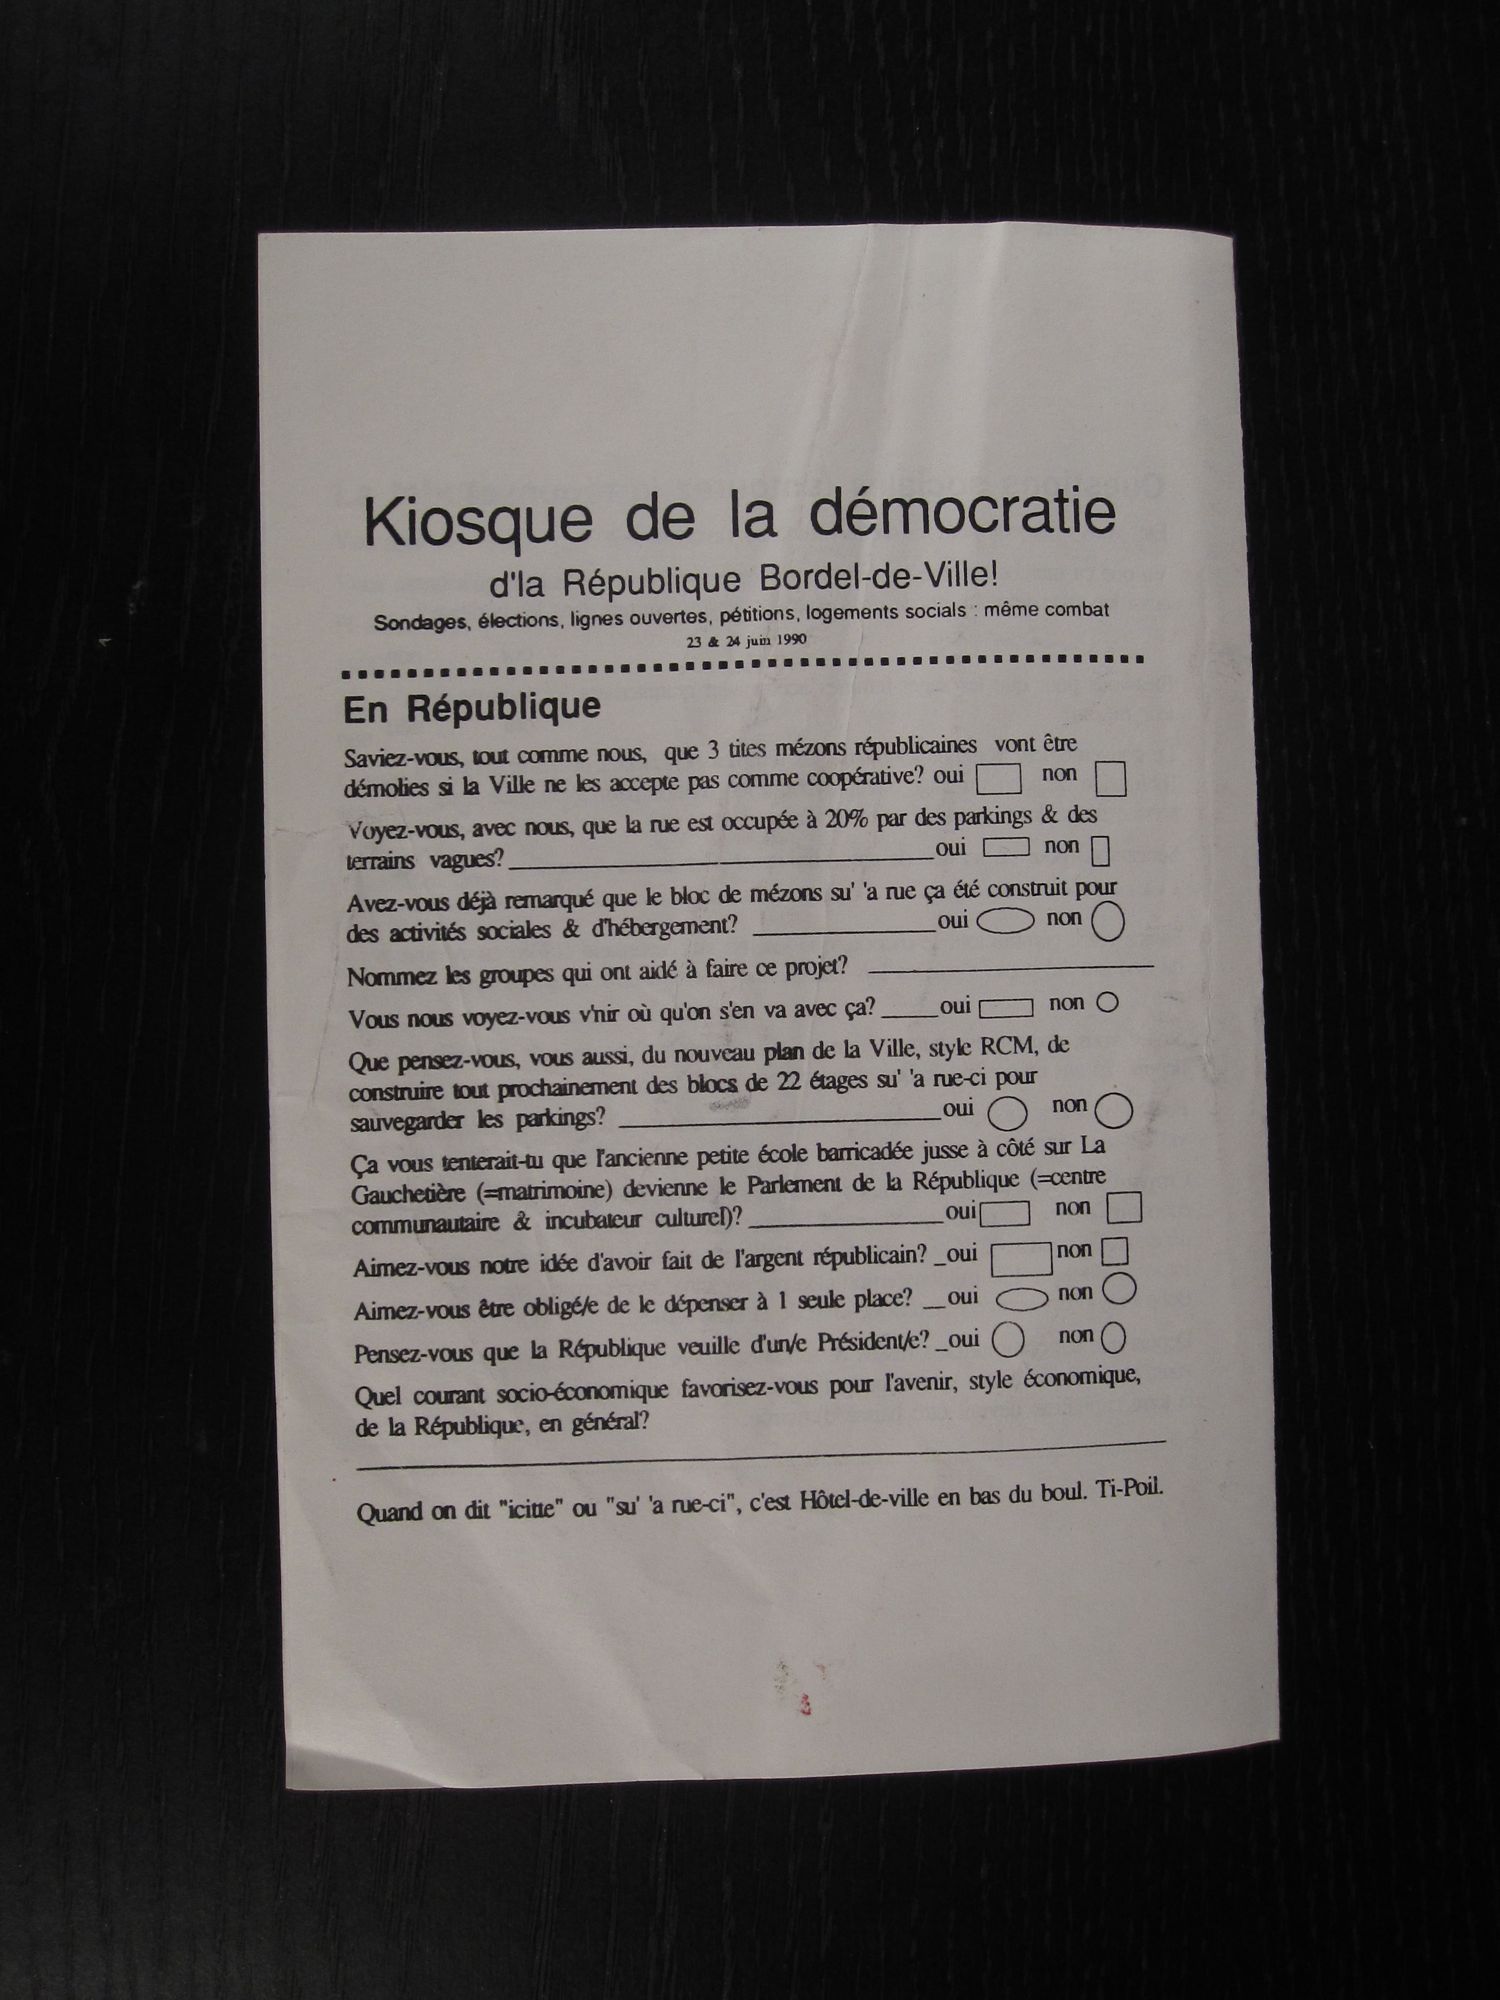 Kiosque de la démocratie
d'la République Bordel-de-Ville!
Sondages, élections, lignes ouvertes, pétitions, logements socials : même combat
23 & 24 juin 1990
En République
Saviez-vous, tout comme nous, que 3 tites mézons républicaines vont être
démolies si la Ville ne les accepte pas comme coopérative? oui non
Voyez-vous, avec nous, que la rue est occupée à 20% par des parkings & des
terrains vagues? oui non
Avez-vous déjà remarqué que le bloc de mézons su' 'a rue ça été construit pour
des activités sociales & d'hébergement? oui non
Nommez les groupes qui ont aidé à faire ce projet?
Vous nous voyez-vous v'nir où qu'on s'en va avec ça? oui non
Que pensez-vous, vous aussi, du nouveau plan de la Ville, style RCM, de
construire tout prochainement des blocs de 22 étages su' 'a rue-ci pour
sauvegarder les parkings? oui non
Ça vous tenterait-tu que l'ancienne petite école barricadée jusse à côté sur La
Gauchetière (=matrimoine) devienne le Parlement de la République (=centre
communautaire & incubateur culturel)? oui non
Aimez-vous notre idée d'avoir fait de l'argent républicain? _oui non
Aimez-vous être obligé/e de le dépenser à 1 seule place? __oui non
Pensez-vous que la République veuille d'un/e Président/e? _oui non
Quel courant socio-économique favorisez-vous pour l'avenir, style économique,
de la République, en général?
Quand on dit "icitte" ou "su' 'a rue-ci", c'est Hôtel-de-ville en bas du boul. Ti-Poil.